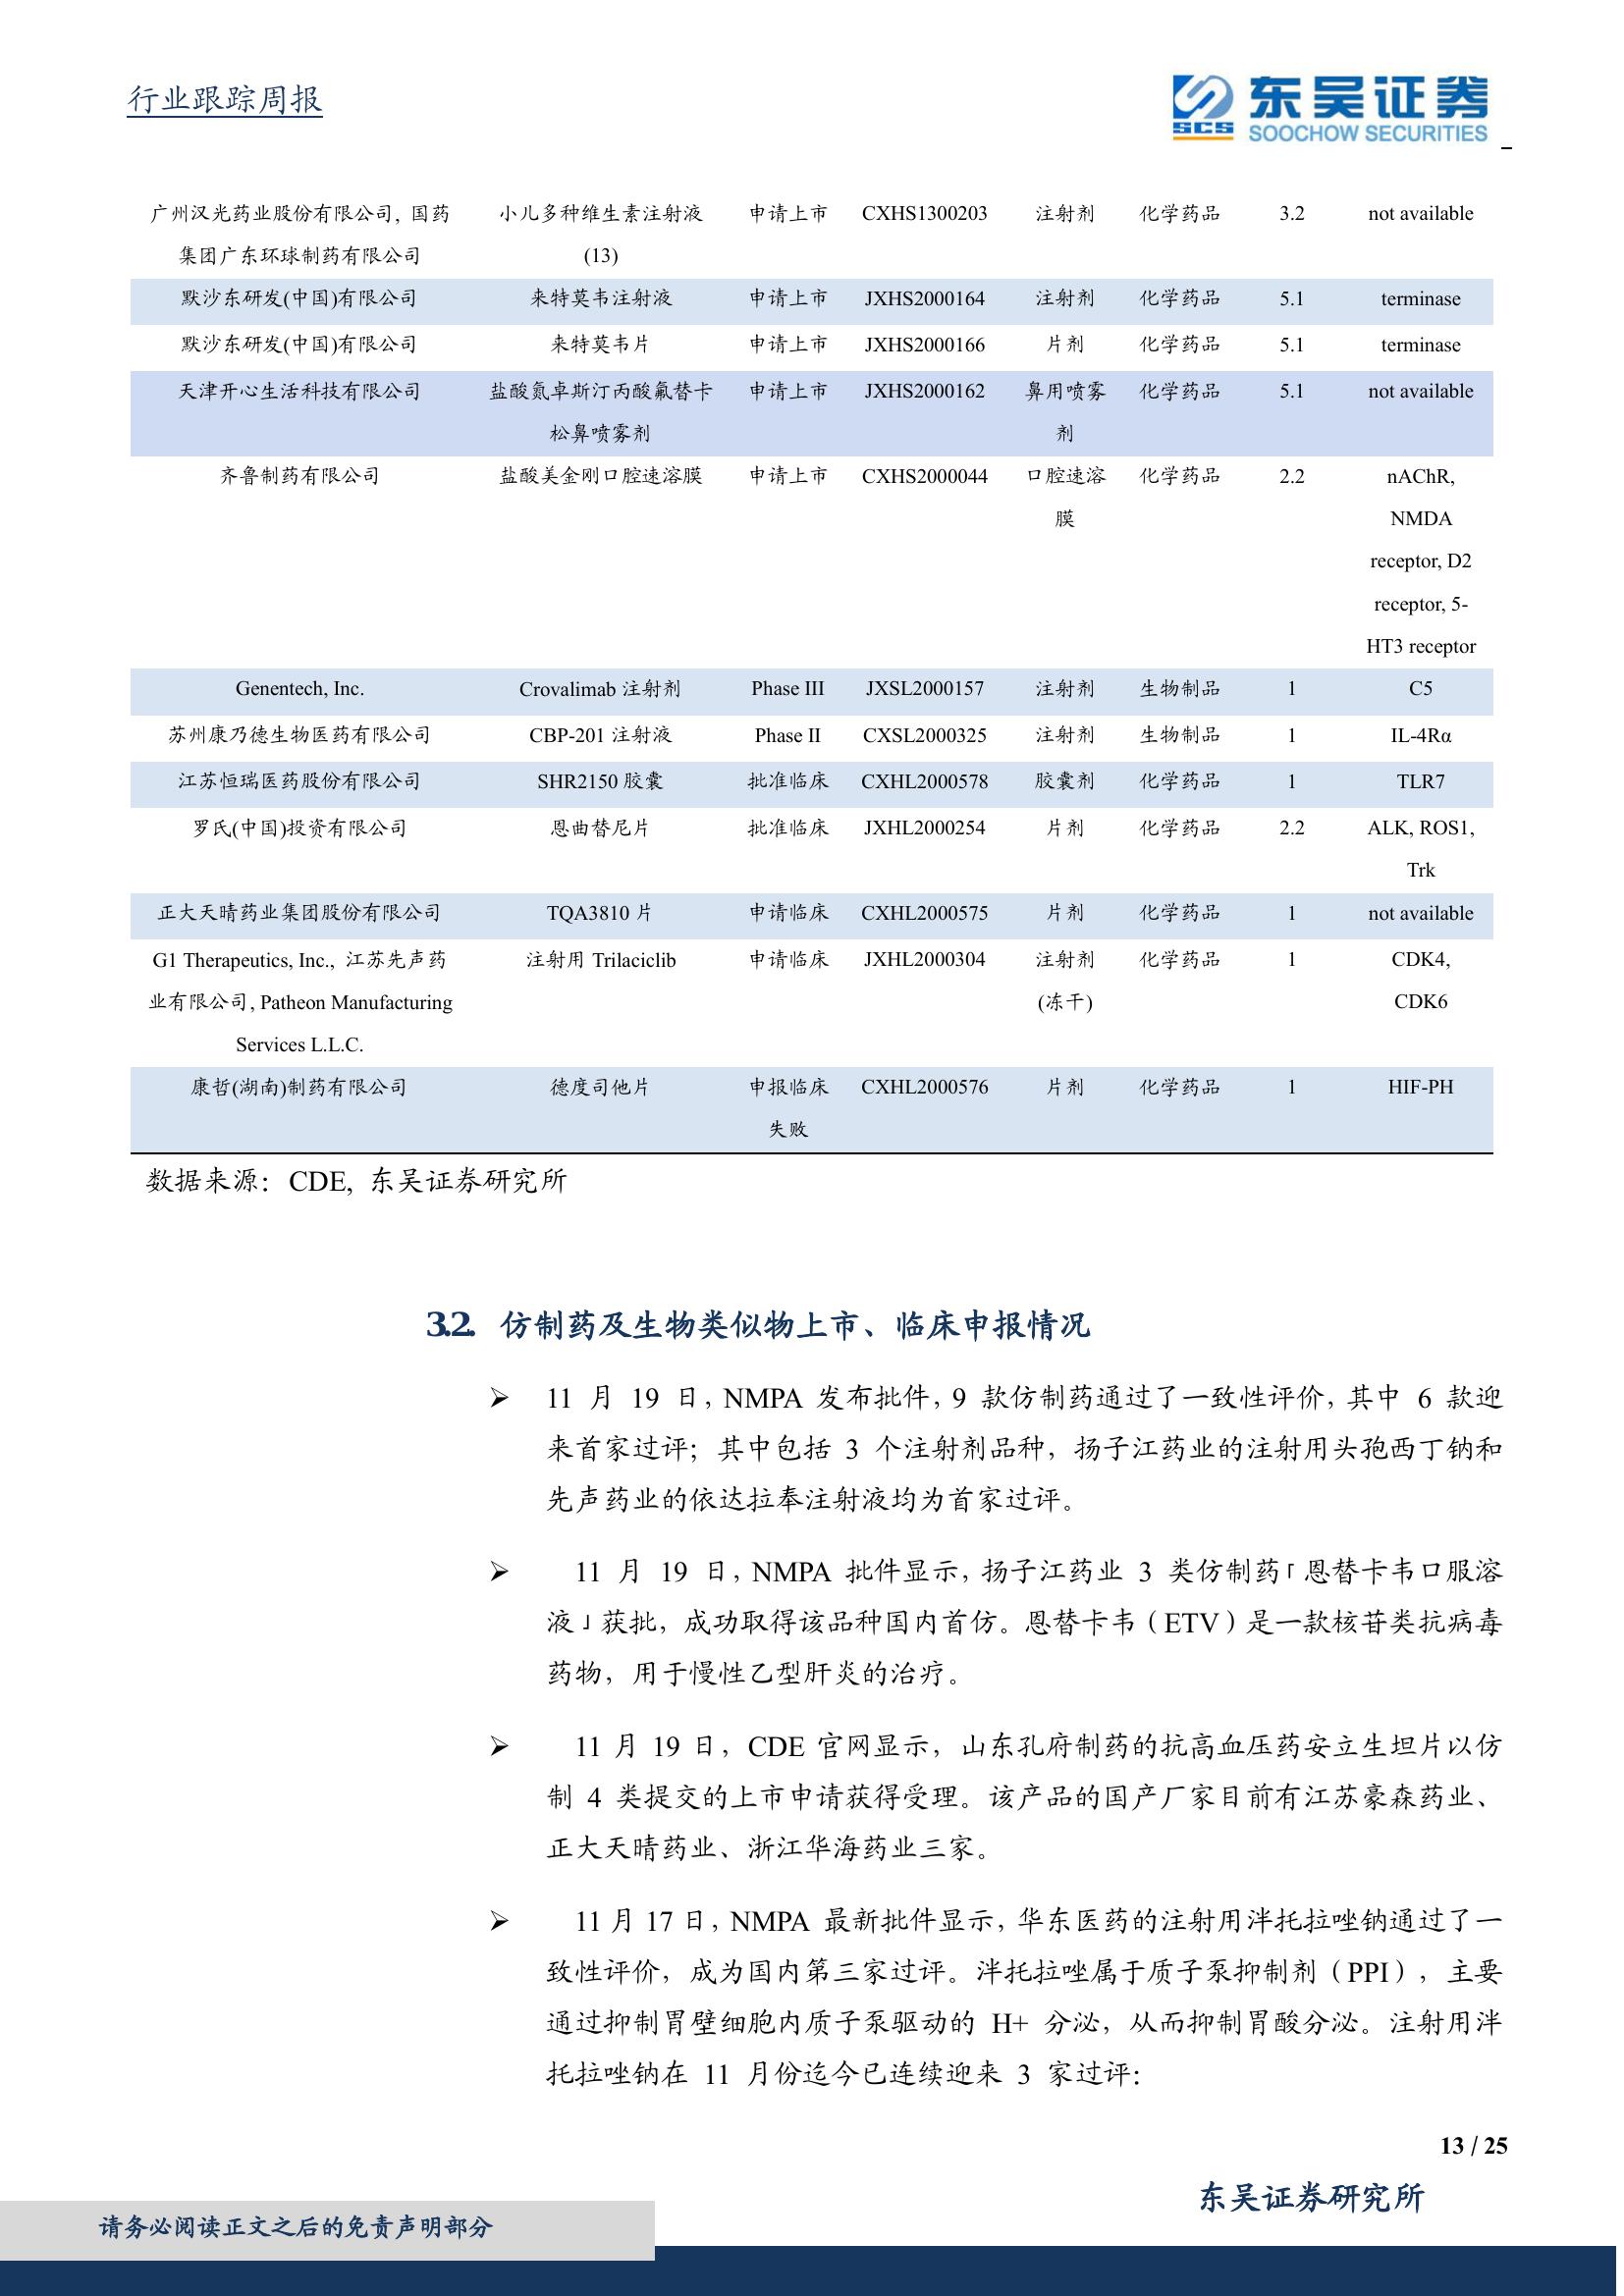 行业跟踪周报
SCS 东吴证券
SOOCHOW SECURITIES
广州汉光药业股份有限公司, 国药 小儿多种维生素注射液 申请上市 CXHS1300203 注射剂 化学药品 3.2 not available
集团广东环球制药有限公司 (13)
默沙东研发(中国)有限公司 来特莫韦注射液 申请上市 JXHS2000164 注射剂 化学药品 5.1 terminase
默沙东研发(中国)有限公司 来特莫韦片 申请上市 JXHS2000166 片剂 化学药品 5.1 terminase
天津开心生活科技有限公司 盐酸氮卓斯汀丙酸氟替卡 申请上市 JXHS2000162 鼻用喷雾 化学药品 5.1 not available
松鼻喷雾剂 剂
齐鲁制药有限公司 盐酸美金刚口腔速溶膜 申请上市 CXHS2000044 口腔速溶 化学药品 2.2 nAChR,
膜 NMDA
receptor, D2
receptor, 5-
HT3 receptor
Genentech, Inc. Crovalimab 注射剂 Phase III JXSL2000157 注射剂 生物制品 1 C5
苏州康乃德生物医药有限公司 CBP-201 注射液 Phase II CXSL2000325 注射剂 生物制品 1 IL-4Rα
江苏恒瑞医药股份有限公司 SHR2150 胶囊 批准临床 CXHL2000578 胶囊剂 化学药品 1 TLR7
罗氏(中国)投资有限公司 恩曲替尼片 批准临床 JXHL2000254 片剂 化学药品 2.2 ALK, ROS1,
Trk
正大天晴药业集团股份有限公司 TQA3810 片 申请临床 CXHL2000575 片剂 化学药品 1 not available
G1 Therapeutics, Inc., 江苏先声药 注射用 Trilaciclib 申请临床 JXHL2000304 注射剂 化学药品 1 CDK4,
业有限公司, Patheon Manufacturing (冻干) CDK6
Services L.L.C.
康哲(湖南)制药有限公司 德度司他片 申报临床 CXHL2000576 片剂 化学药品 1 HIF-PH
失败
数据来源：CDE, 东吴证券研究所
3.2. 仿制药及生物类似物上市、临床申报情况
➢ 11 月 19 日，NMPA 发布批件，9 款仿制药通过了一致性评价，其中 6 款迎
来首家过评；其中包括 3 个注射剂品种，扬子江药业的注射用头孢西丁钠和
先声药业的依达拉奉注射液均为首家过评。
➢ 11 月 19 日，NMPA 批件显示，扬子江药业 3 类仿制药「恩替卡韦口服溶
液」获批，成功取得该品种国内首仿。恩替卡韦（ETV）是一款核苷类抗病毒
药物，用于慢性乙型肝炎的治疗。
➢ 11 月 19 日，CDE 官网显示，山东孔府制药的抗高血压药安立生坦片以仿
制 4 类提交的上市申请获得受理。该产品的国产厂家目前有江苏豪森药业、
正大天晴药业、浙江华海药业三家。
➢ 11 月 17 日，NMPA 最新批件显示，华东医药的注射用泮托拉唑钠通过了一
致性评价，成为国内第三家过评。泮托拉唑属于质子泵抑制剂（PPI），主要
通过抑制胃壁细胞内质子泵驱动的 H+ 分泌，从而抑制胃酸分泌。注射用泮
托拉唑钠在 11 月份迄今已连续迎来 3 家过评：
13 / 25
东吴证券研究所
请务必阅读正文之后的免责声明部分